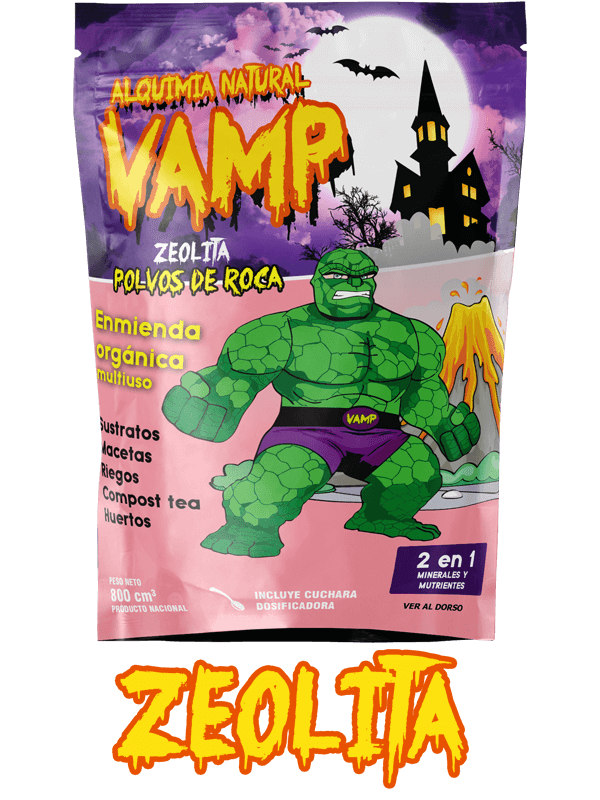 ALQUIMIA NATURAL
VAMP
ZEOLITA
POLVOS DE ROCA
Enmienda
orgánica
multiuso
VAMP
Sustratos
Macetas
Riegos
Compost tea
Huertos
2 en 1
MINERALES Y
NUTRIENTES
PESO NETO
800 cm³
PRODUCTO NACIONAL
INCLUYE CUCHARA
DOSIFICADORA
VER AL DORSO
ZEOLITA